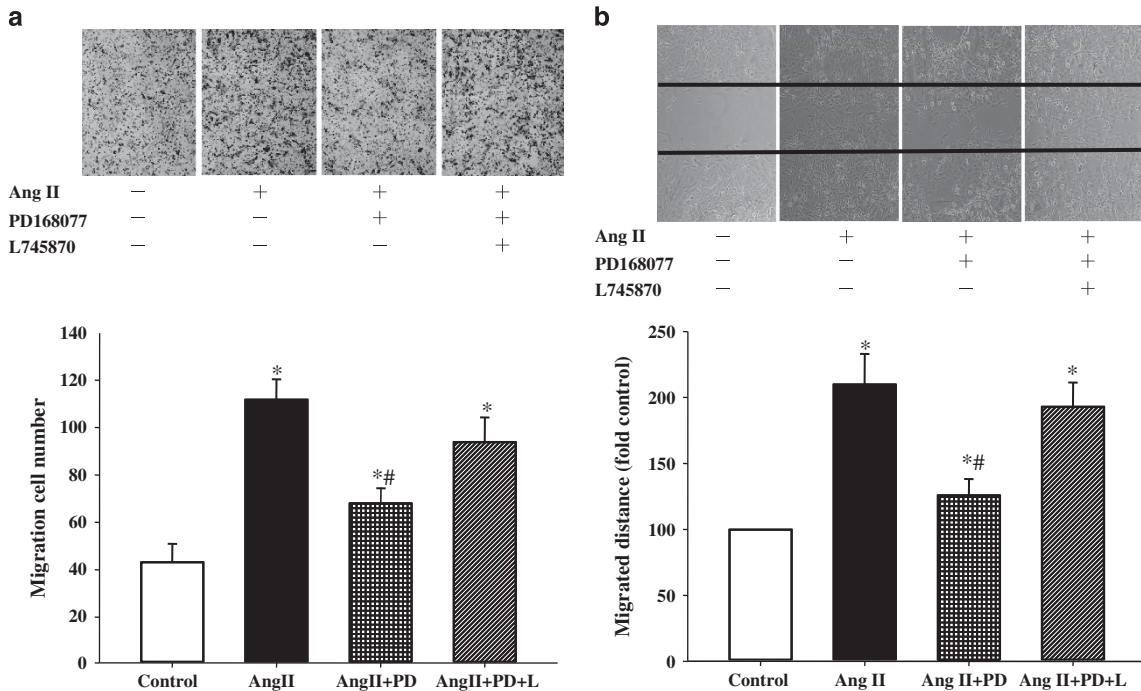 a
Ang II − + + +
PD168077 − − + +
L745870 − − − +
Migration cell number
140
120
100
80
60
40
20
0
*
*#
*
Control AngII AngII+PD AngII+PD+L
b
Ang II − + + +
PD168077 − − + +
L745870 − − − +
Migrated distance (fold control)
250
200
150
100
50
0
*
*#
*
Control Ang II Ang II+PD Ang II+PD+L